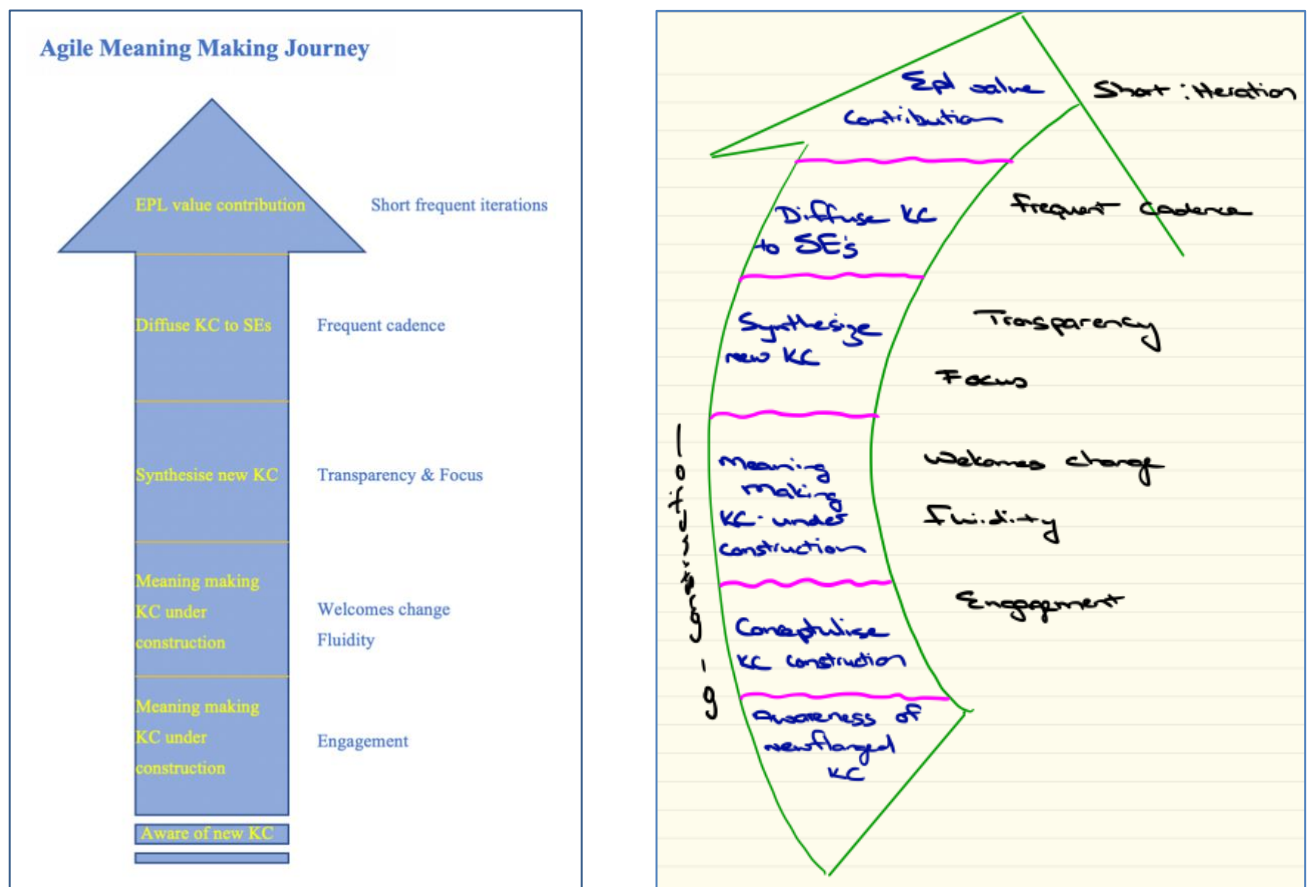 Agile Meaning Making Journey
EPL value contribution
Short frequent iterations
Diffuse KC to SEs
Frequent cadence
Synthesise new KC
Transparency & Focus
Meaning making
KC under
construction
Welcomes change
Fluidity
Meaning making
KC under
construction
Engagement
Aware of new KC
Epl value
contribution
Short iteration
Diffuse KC
to SE's
frequent cadence
Synthesize
new KC
Transparency
Focus
Meaning
making
KC under
construction
Welcomes change
fluidity
Engagement
KC construction
Awareness of
KC
construction